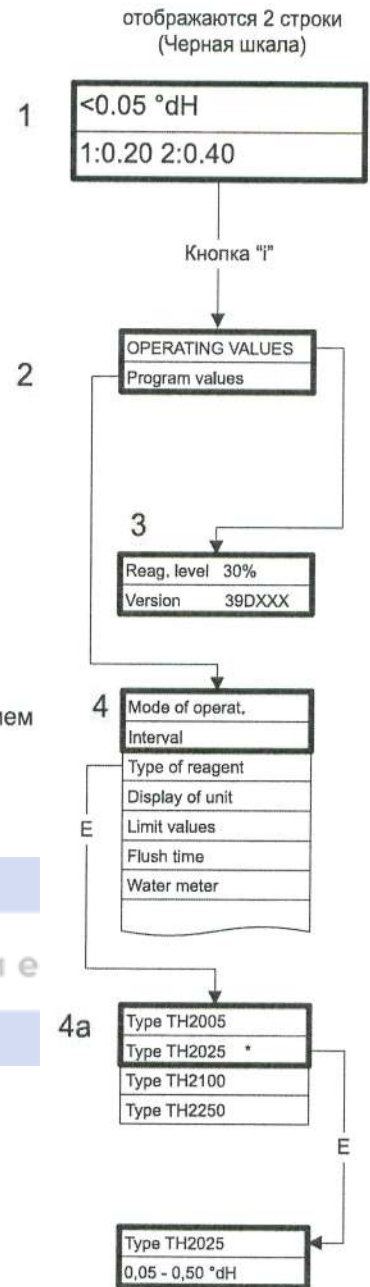 отображаются 2 строки
(Черная шкала)
1
<0.05 °dH
1:0.20 2:0.40
Кнопка “i”
2
OPERATING VALUES
Program values
3
Reag. level 30%
Version 39DXXX
ем
4
Mode of operat.
Interval
Type of reagent
Display of unit
Limit values
Flush time
Water meter
E
е
4a
Type TH2005
Type TH2025 *
Type TH2100
Type TH2250
E
Type TH2025
0,05 - 0,50 °dH